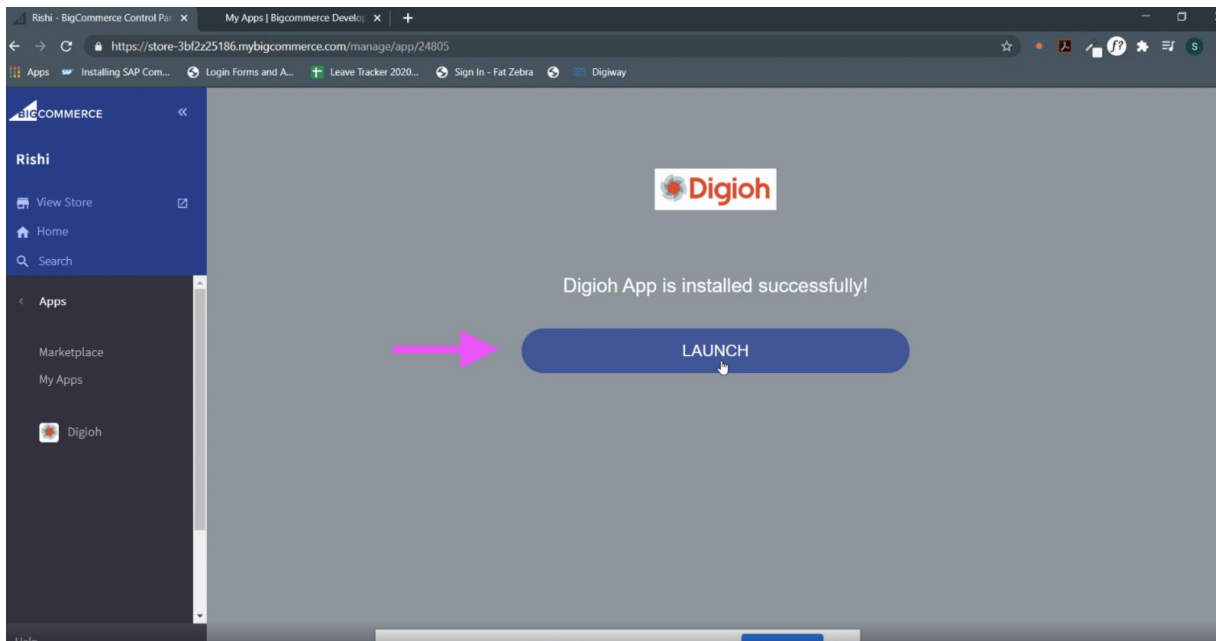 Rishi - BigCommerce Control Pa
My Apps | Bigcommerce Develop
https://store-3bf2z25186.mybigcommerce.com/manage/app/24805
f?
S
Apps
Installing SAP Com...
Login Forms and A...
Leave Tracker 2020...
Sign In - Fat Zebra
Digiway
BIGCOMMERCE
Rishi
View Store
Home
Search
Apps
Marketplace
My Apps
Digioh
Digioh
Digioh App is installed successfully!
LAUNCH